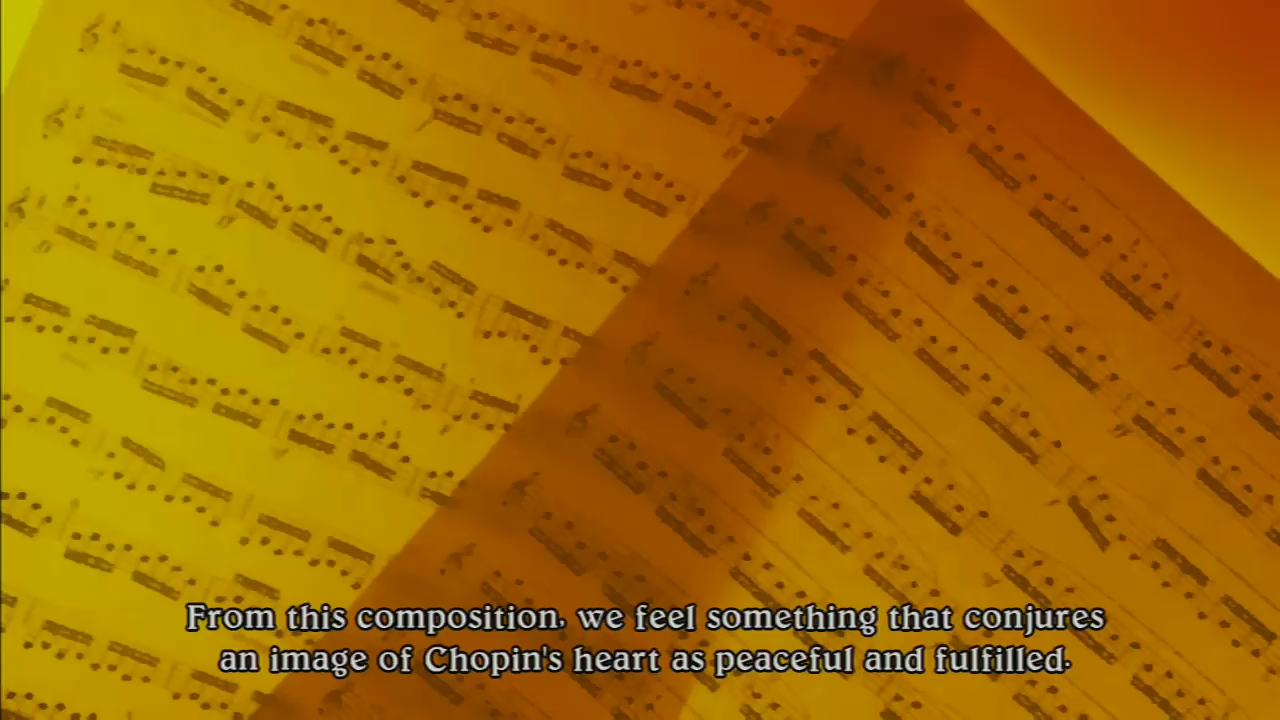 From this composition, we feel something that conjures
an image of Chopin's heart as peaceful and fulfilled.